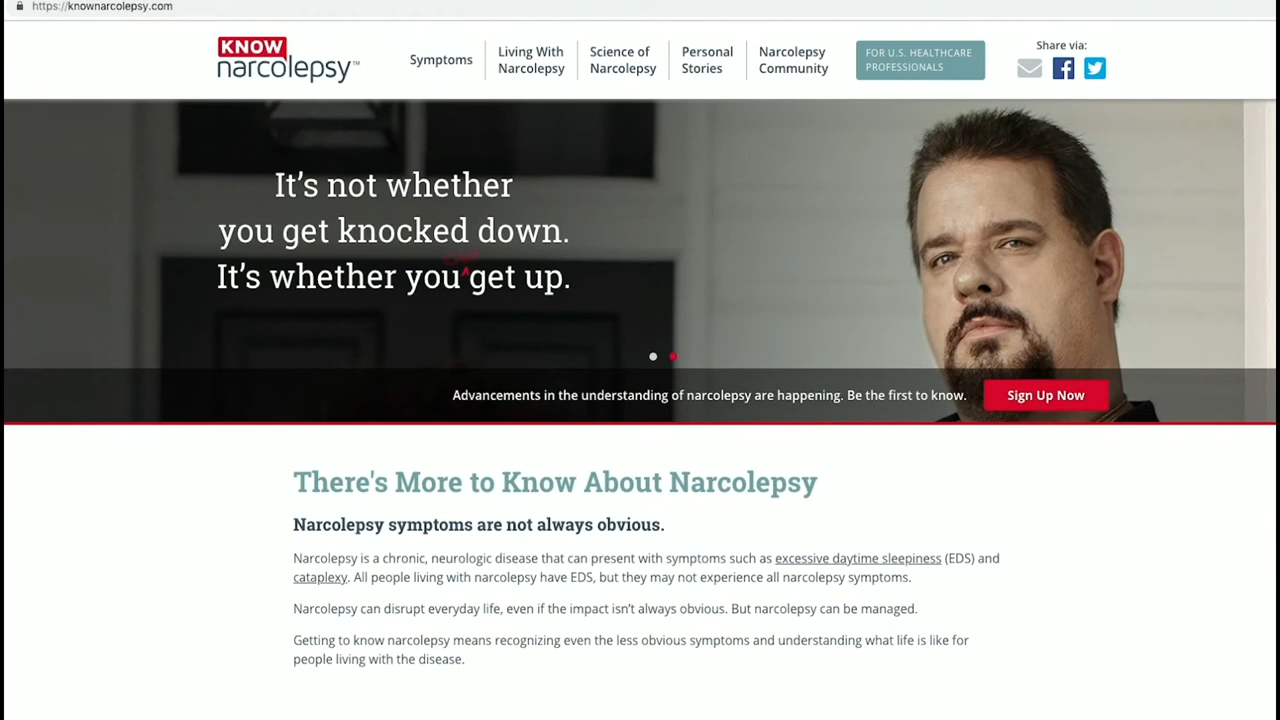 https://knownarcolepsy.com
KNOW
narcolepsy™
Symptoms
Living With
Narcolepsy
Science of
Narcolepsy
Personal
Stories
Narcolepsy
Community
FOR U.S. HEALTHCARE
PROFESSIONALS
Share via:
It's not whether
you get knocked down.
It's whether you get up.
Advancements in the understanding of narcolepsy are happening. Be the first to know.
Sign Up Now
There's More to Know About Narcolepsy
Narcolepsy symptoms are not always obvious.
Narcolepsy is a chronic, neurologic disease that can present with symptoms such as excessive daytime sleepiness (EDS) and
cataplexy. All people living with narcolepsy have EDS, but they may not experience all narcolepsy symptoms.
Narcolepsy can disrupt everyday life, even if the impact isn't always obvious. But narcolepsy can be managed.
Getting to know narcolepsy means recognizing even the less obvious symptoms and understanding what life is like for
people living with the disease.